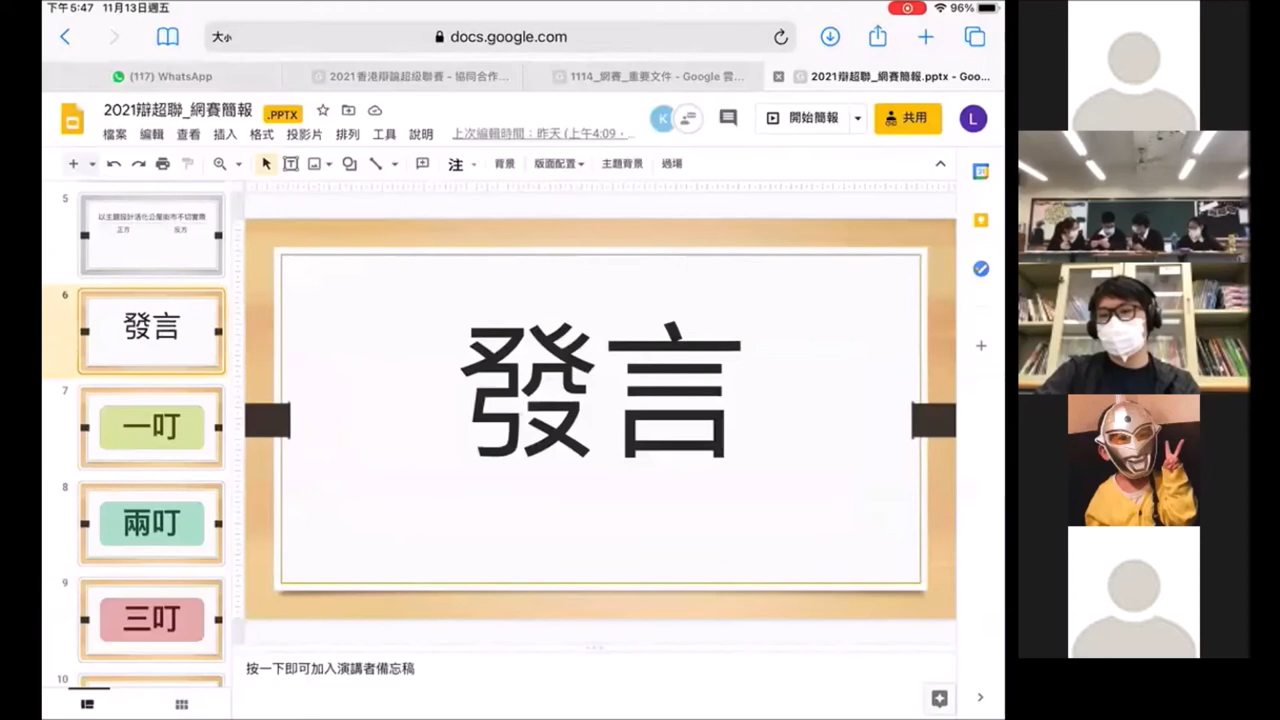 下午5:47 11月13日週五
96%
大小
docs.google.com
(117) WhatsApp
2021香港辯論超級聯賽 - 協同合作...
1114_網賽_重要文件 - Google 雲...
2021辯超聯_網賽簡報.pptx - Goo...
2021辯超聯_網賽簡報 .PPTX
K
開始簡報
共用
L
檔案 編輯 查看 插入 格式 投影片 排列 工具 說明 上次編輯時間：昨天 (上午4:09，
注 背景 版面配置 主題背景 過場
5
以主題設計活化公屋街市不切實際
正方 反方
6
發言
7
一叮
8
兩叮
9
三叮
10
發言
按一下即可加入演講者備忘稿